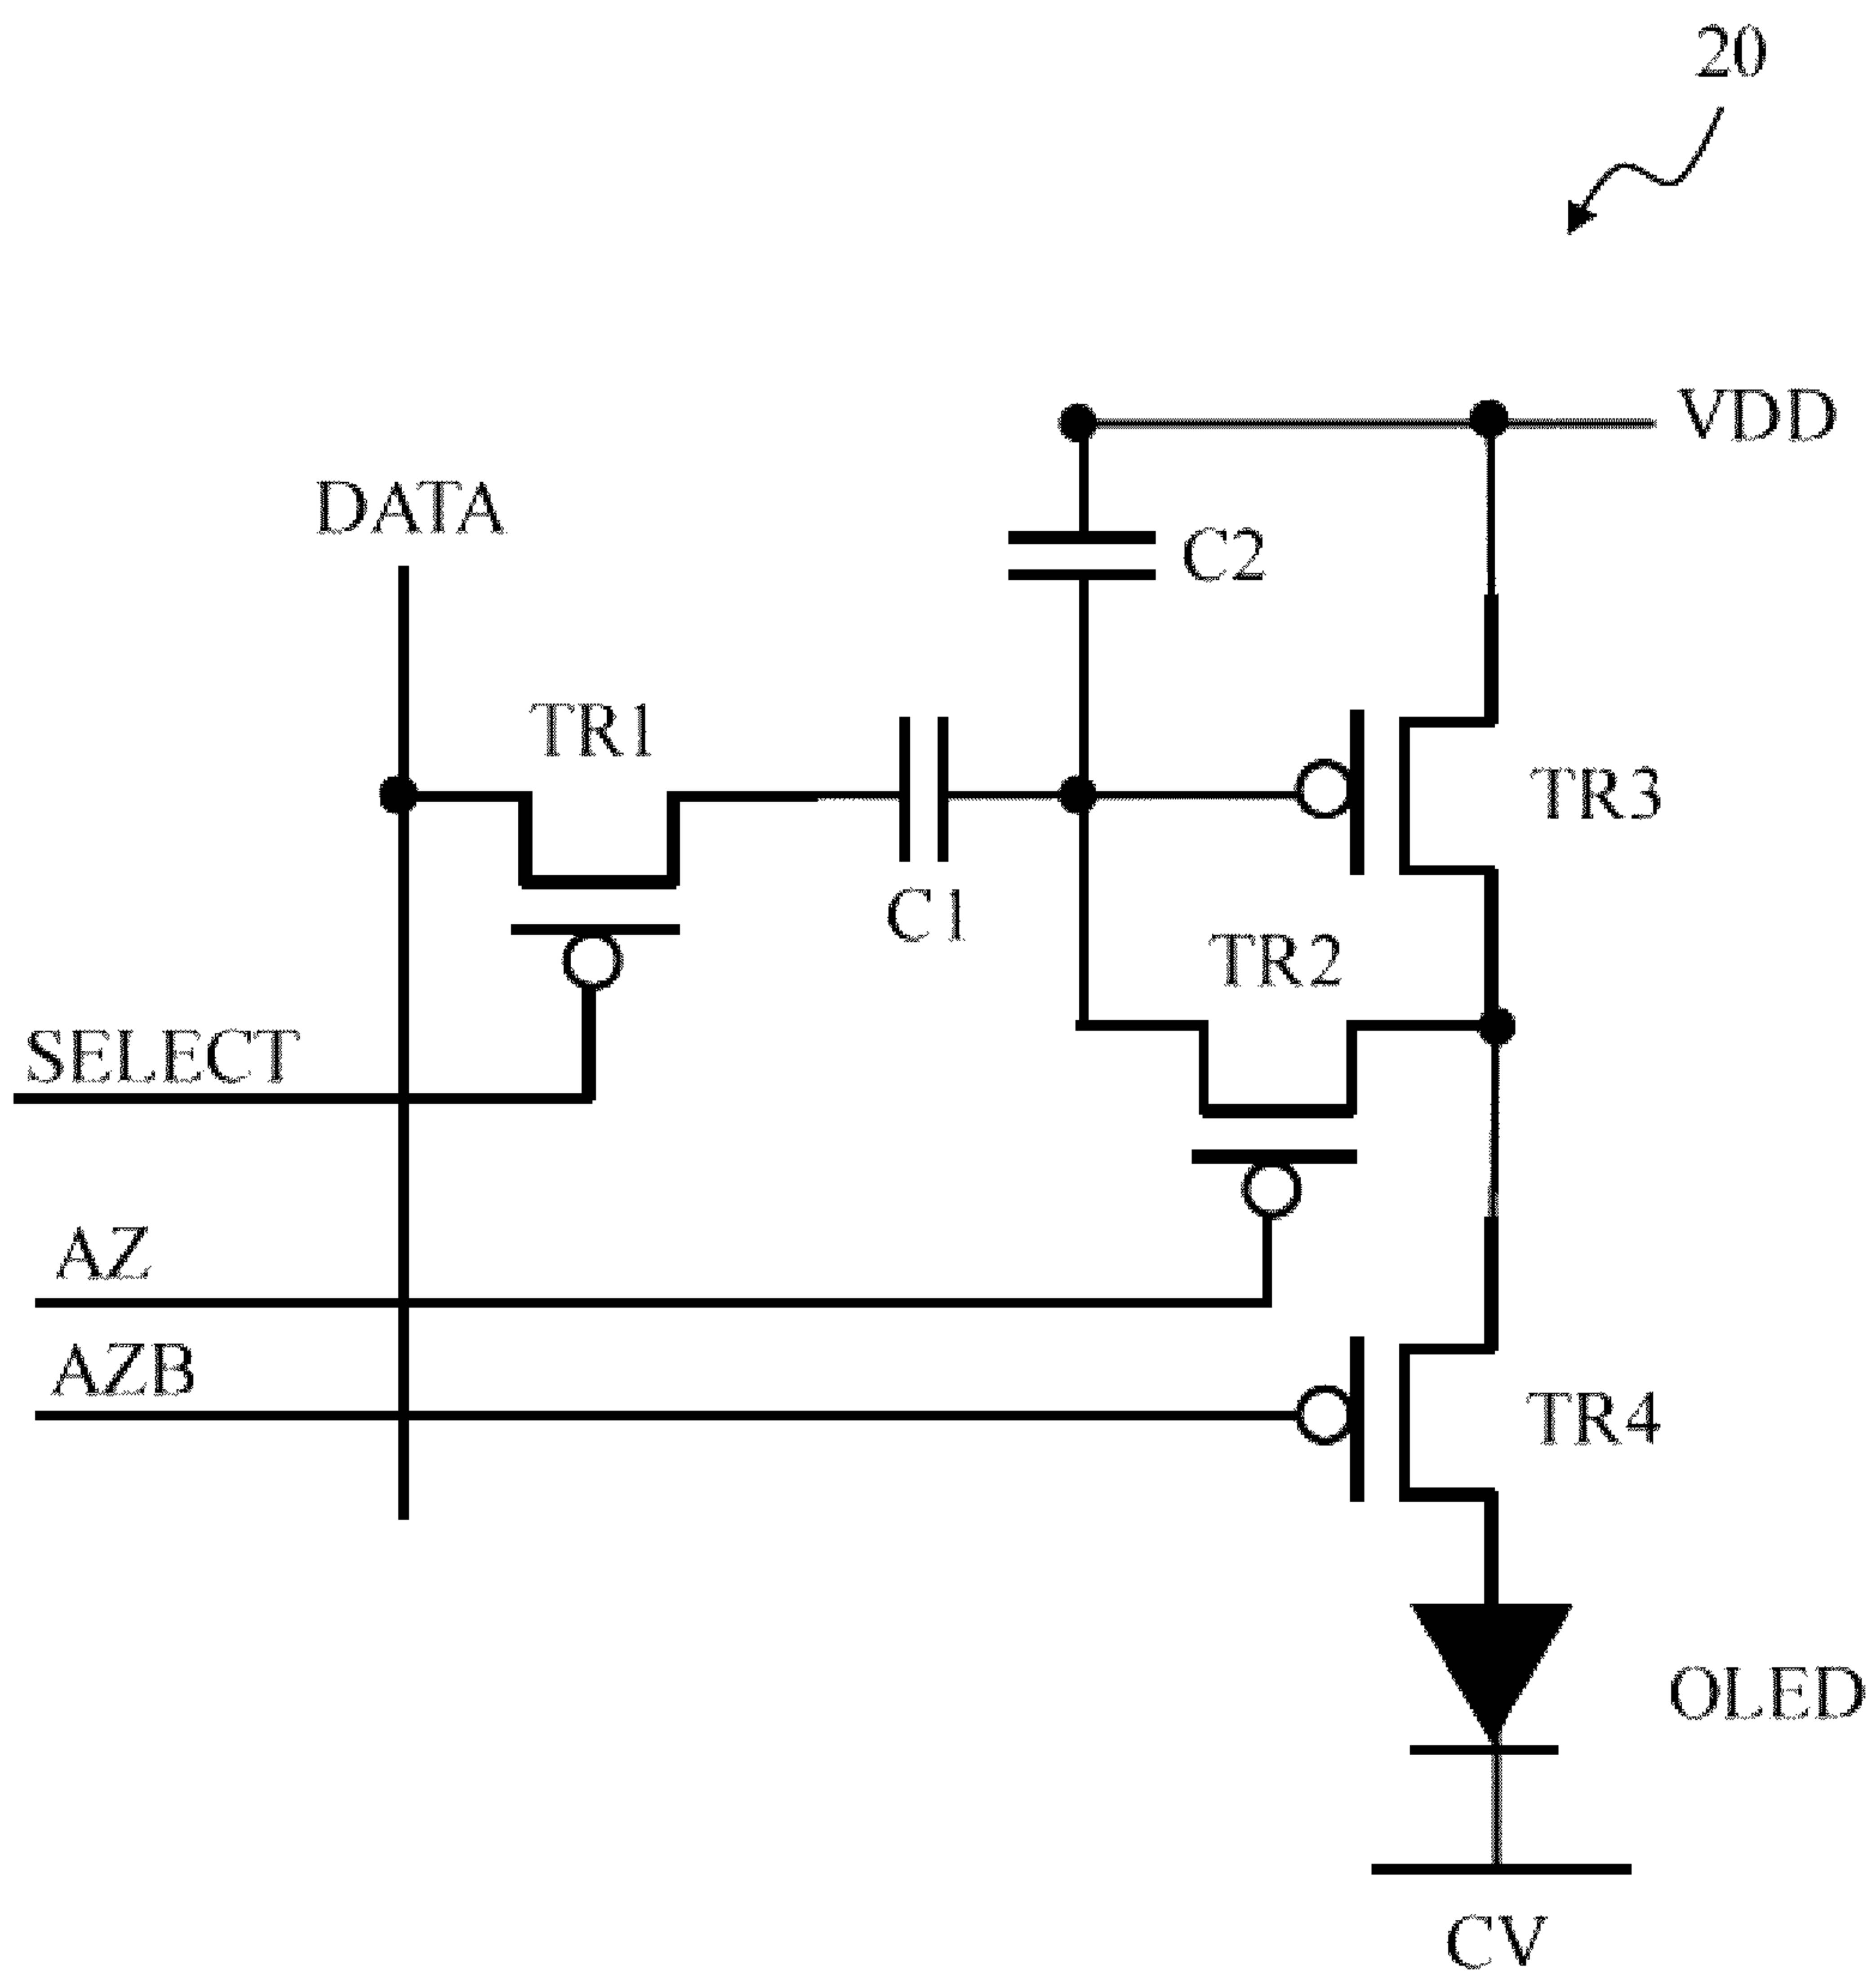 20
VDD
DATA
C2
TR1
TR3
C1
TR2
SELECT
AZ
AZB
TR4
OLED
CV